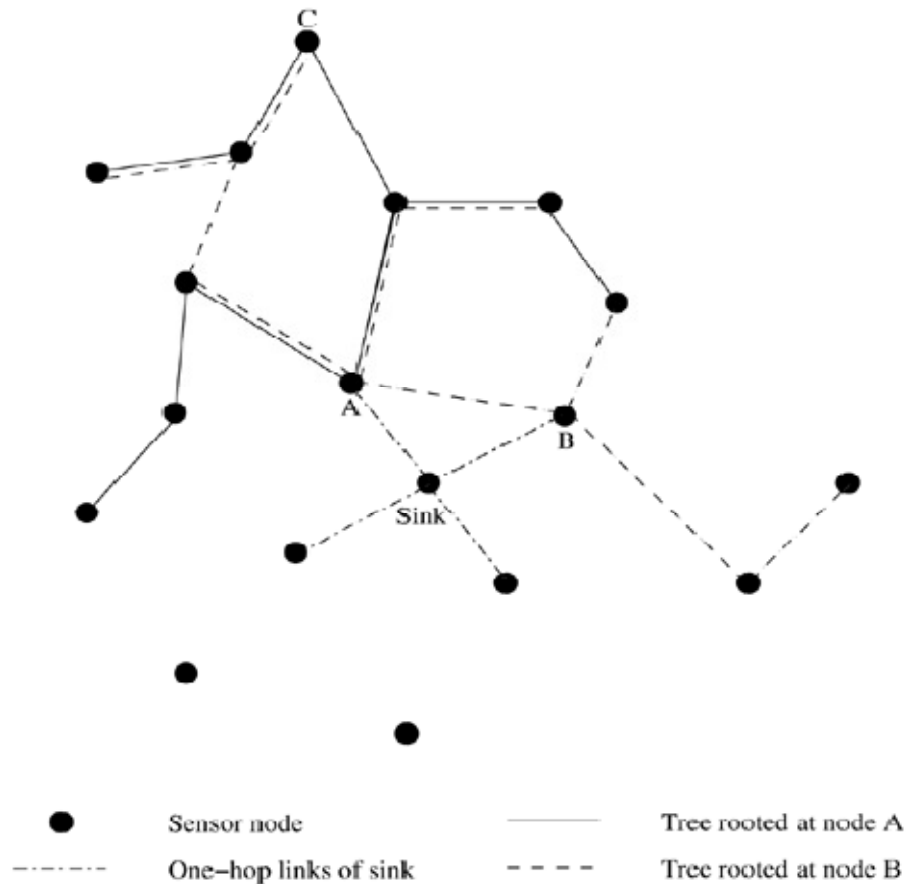 C
A
B
Sink
Sensor node
Tree rooted at node A
One-hop links of sink
Tree rooted at node B